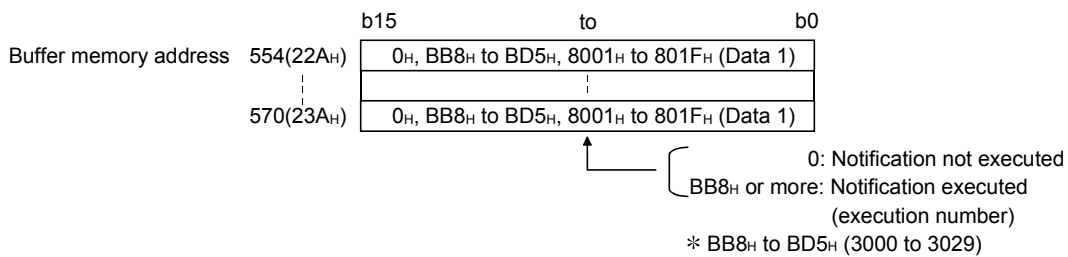 b15 to b0
Buffer memory address 554(22AH) 0H, BB8H to BD5H, 8001H to 801FH (Data 1)
570(23AH) 0H, BB8H to BD5H, 8001H to 801FH (Data 1)
0: Notification not executed
BB8H or more: Notification executed
(execution number)
* BB8H to BD5H (3000 to 3029)